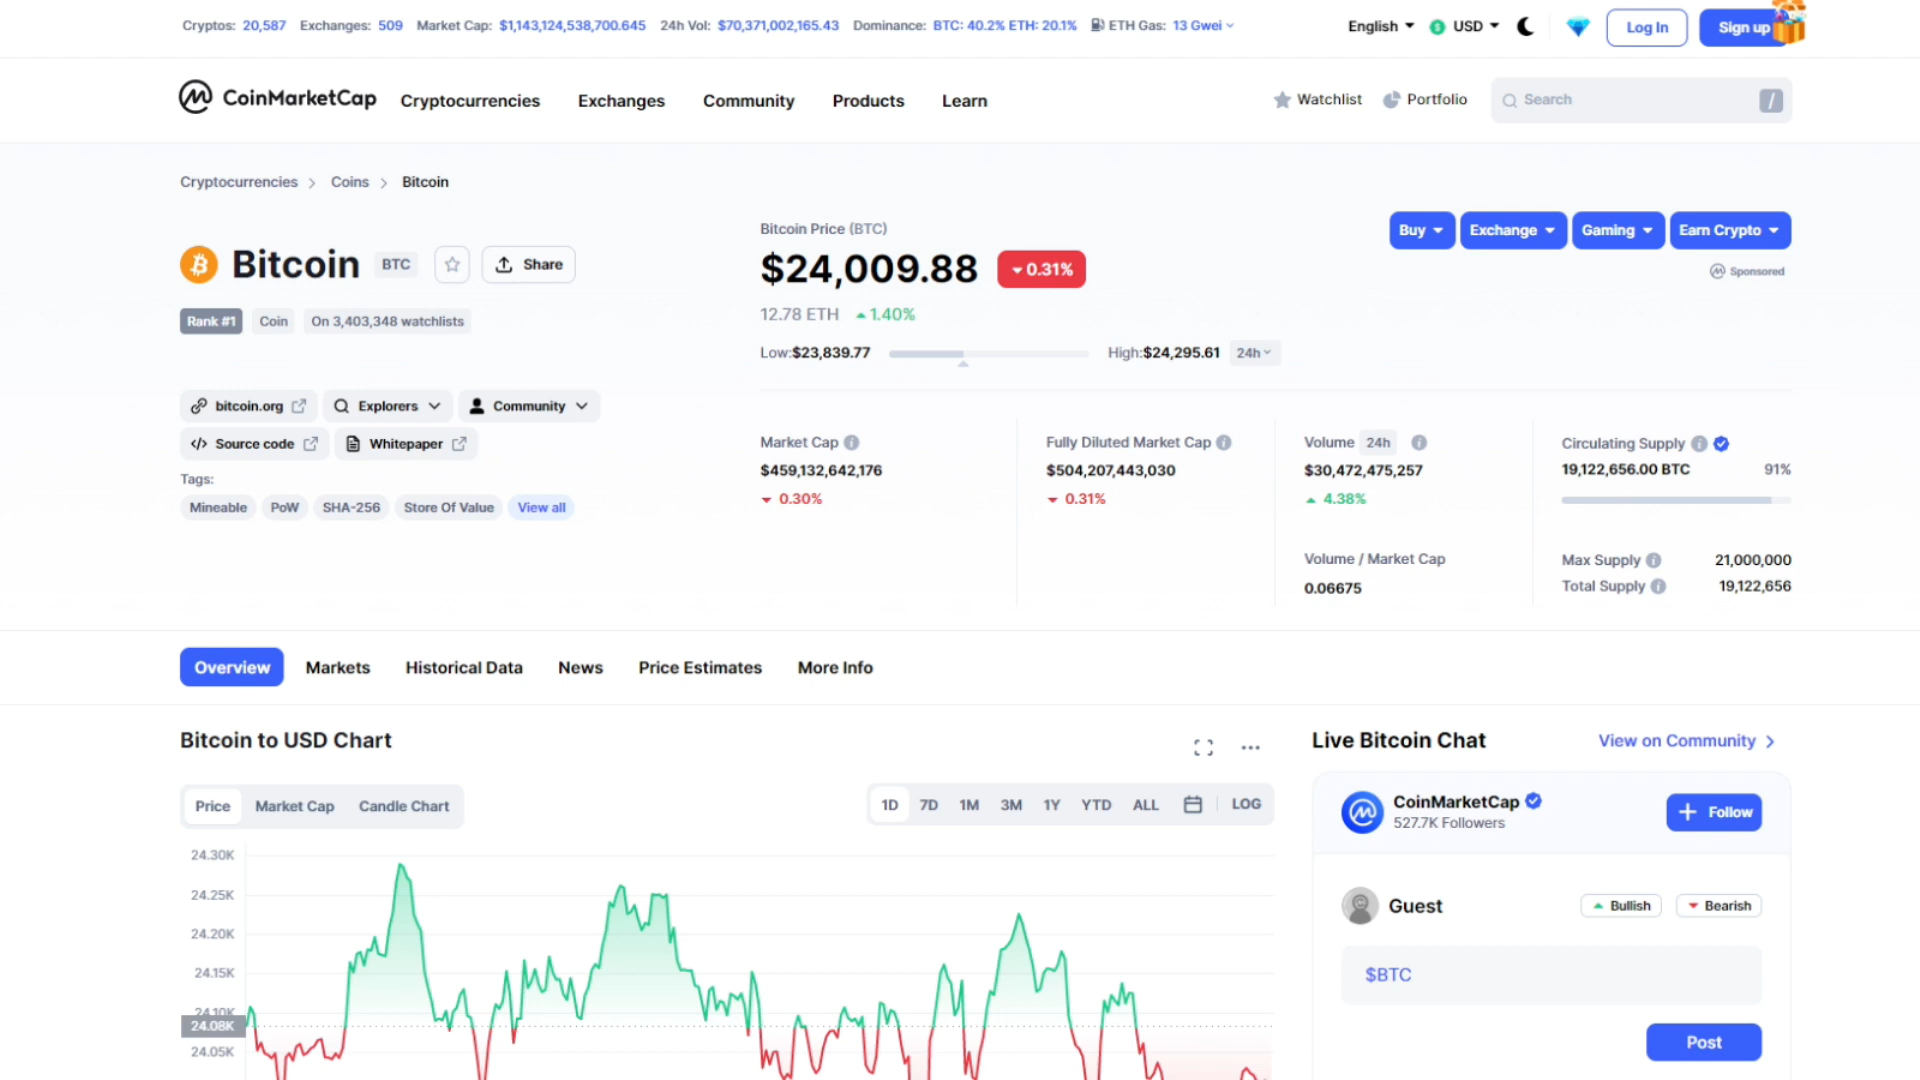 Cryptos: 20,587 Exchanges: 509 Market Cap: $1,143,124,538,700.645 24h Vol: $70,371,002,165.43 Dominance: BTC: 40.2% ETH: 20.1% ETH Gas: 13 Gwei
English USD Log In Sign up
CoinMarketCap Cryptocurrencies Exchanges Community Products Learn Watchlist Portfolio Search /
Cryptocurrencies > Coins > Bitcoin
Bitcoin BTC Share
Rank #1 Coin On 3,403,348 watchlists
bitcoin.org Explorers Community
Source code Whitepaper
Tags:
Mineable PoW SHA-256 Store Of Value View all
Bitcoin Price (BTC)
$24,009.88 0.31%
12.78 ETH 1.40%
Low:$23,839.77 High:$24,295.61 24h
Buy Exchange Gaming Earn Crypto
Sponsored
Market Cap
$459,132,642,176
0.30%
Fully Diluted Market Cap
$504,207,443,030
0.31%
Volume 24h
$30,472,475,257
4.38%
Volume / Market Cap
0.06675
Circulating Supply
19,122,656.00 BTC 91%
Max Supply 21,000,000
Total Supply 19,122,656
Overview Markets Historical Data News Price Estimates More Info
Bitcoin to USD Chart
Price Market Cap Candle Chart
1D 7D 1M 3M 1Y YTD ALL LOG
24.30K
24.25K
24.20K
24.15K
24.10K
24.08K
24.05K
Live Bitcoin Chat View on Community >
CoinMarketCap
527.7K Followers
+ Follow
Guest Bullish Bearish
$BTC
Post